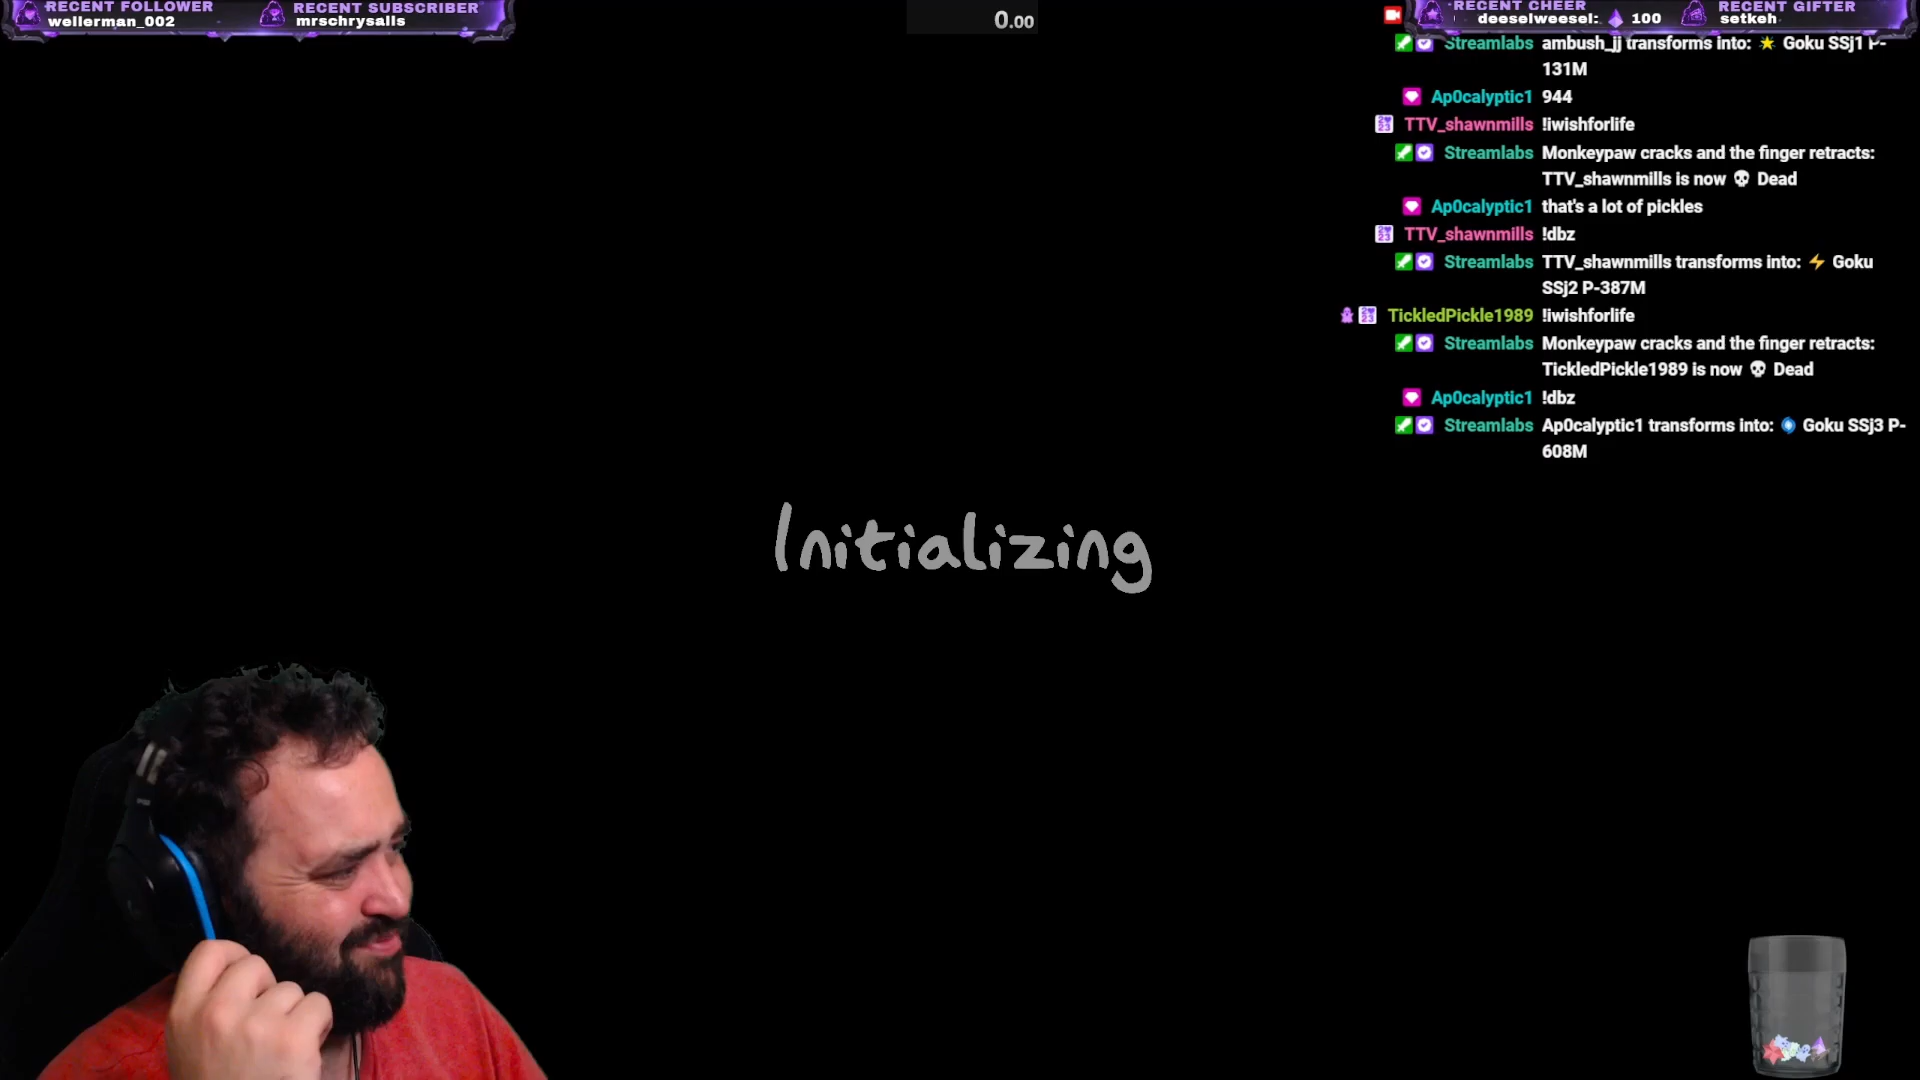 RECENT FOLLOWER
wellerman_002
RECENT SUBSCRIBER
mrschrysalls
0.00
RECENT CHEER
deeselweesel: 100
RECENT GIFTER
setkeh
Streamlabs ambush_jj transforms into: Goku SSj1 P-
131M
Ap0calyptic1 944
TTV_shawnmills !iwishforlife
Streamlabs Monkeypaw cracks and the finger retracts:
TTV_shawnmills is now Dead
Ap0calyptic1 that's a lot of pickles
TTV_shawnmills !dbz
Streamlabs TTV_shawnmills transforms into: Goku
SSj2 P-387M
TickledPickle1989 !iwishforlife
Streamlabs Monkeypaw cracks and the finger retracts:
TickledPickle1989 is now Dead
Ap0calyptic1 !dbz
Streamlabs Ap0calyptic1 transforms into: Goku SSj3 P-
608M
Initializing